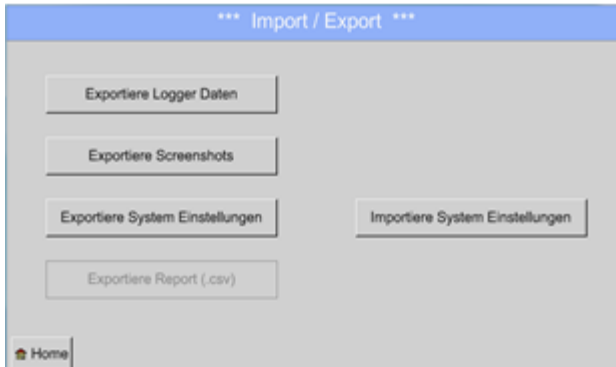 *** Import / Export ***
Exportiere Logger Daten
Exportiere Screenshots
Exportiere System Einstellungen
Importiere System Einstellungen
Exportiere Report (.csv)
Home